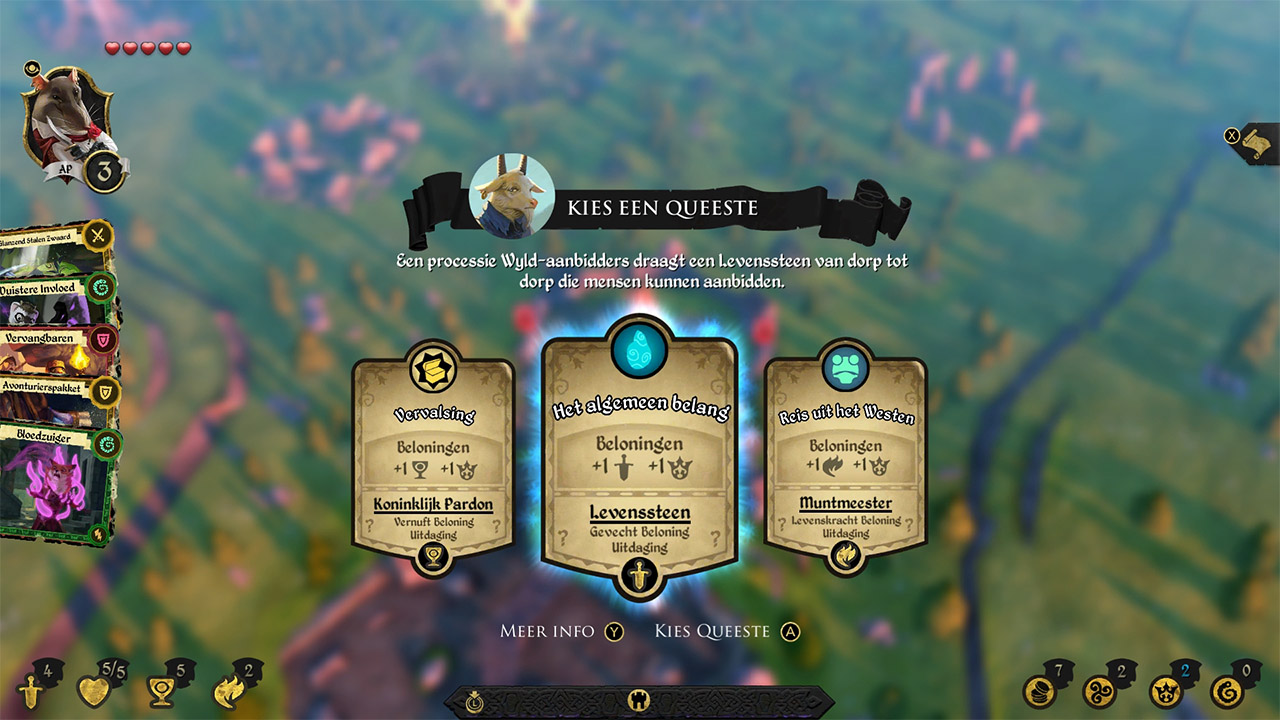 AP
3
X
Glanzend Stalen Zwaard
Duistere Invloed
Vervangbaren
Avonturierspakket
Bloedzuiger
KIES EEN QUEESTE
Een processie Wyld-aanbidders draagt een Levenssteen van dorp tot
dorp die mensen kunnen aanbidden.
Vervalsing
Beloningen
+1 +1
Koninklijk Pardon
? Vernuft Beloning ?
Uitdaging
Het algemeen belang
Beloningen
+1 +1
Levenssteen
? Gevecht Beloning ?
Uitdaging
Reis uit het Westen
Beloningen
+1 +1
Muntmeester
? Levenskracht Beloning ?
Uitdaging
MEER INFO Y KIES QUEESTE A
4 5/5 5 2
7 2 2 0